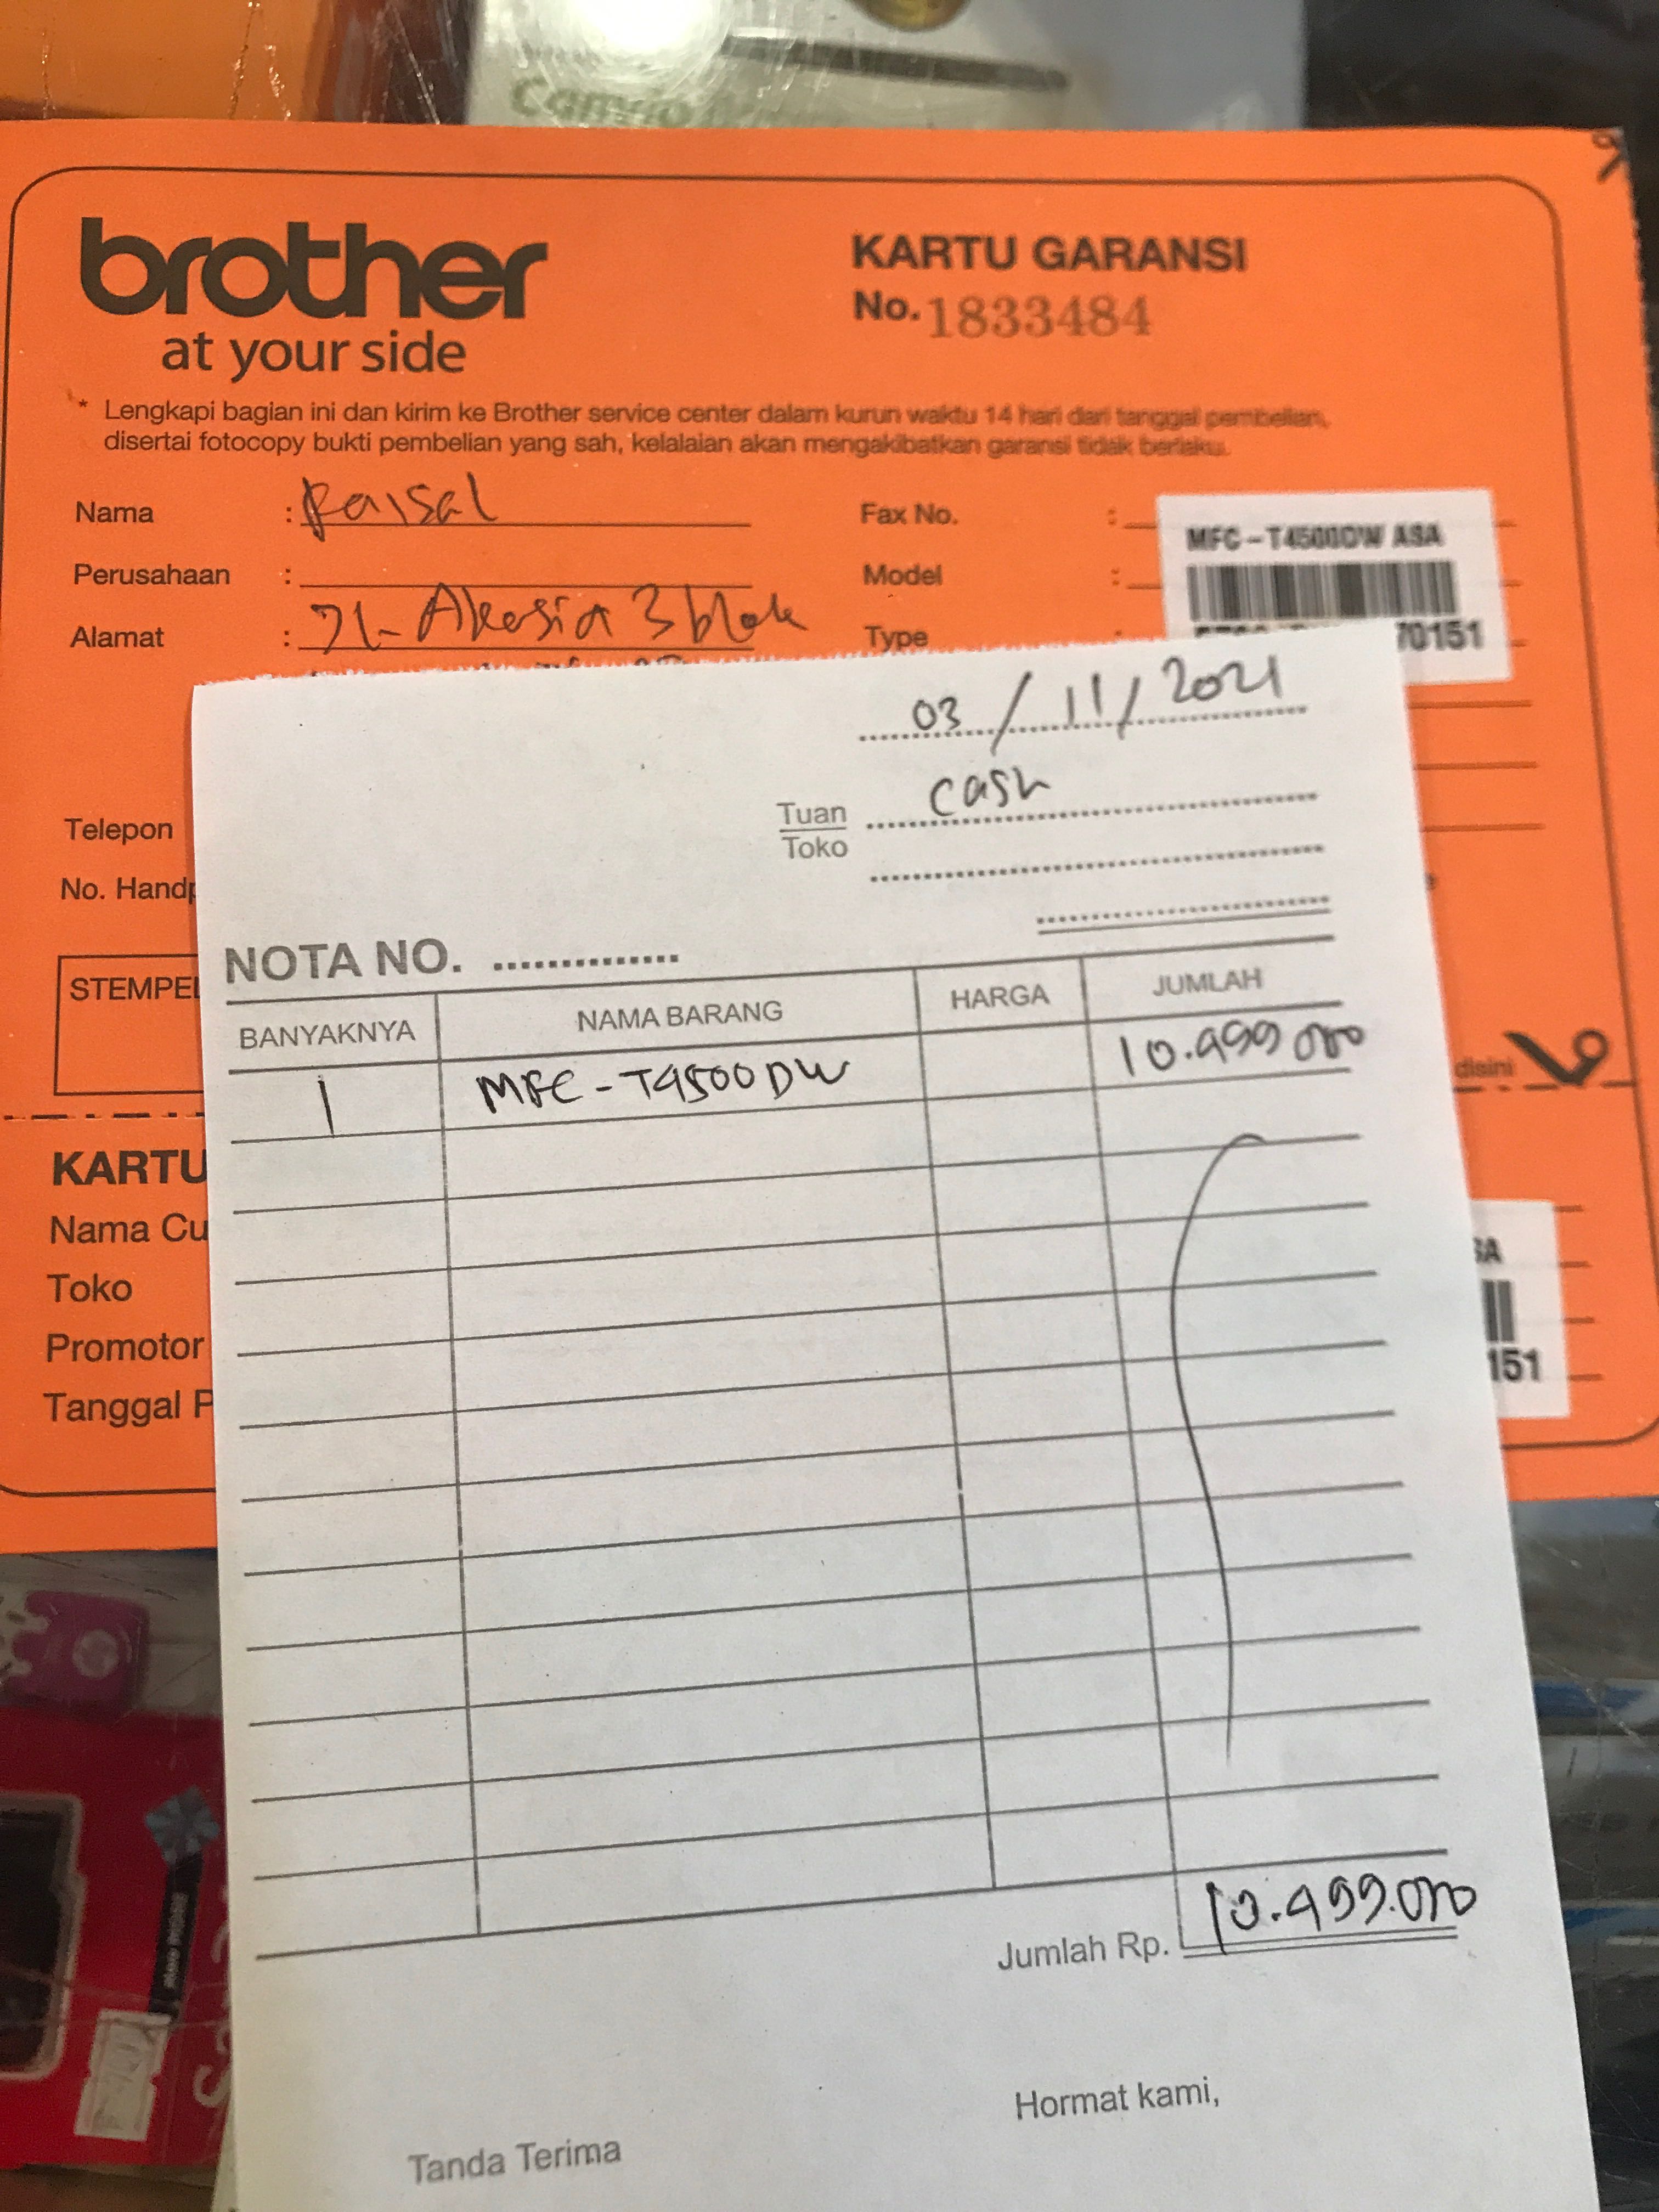 brother
at your side
KARTU GARANSI
No. 1833484
* Lengkapi bagian ini dan kirim ke Brother service center dalam kurun waktu 14 hari dari tanggal pembelian,
disertai fotocopy bukti pembelian yang sah, kelalaian akan mengakibatkan garansi tidak berlaku.
Nama : Faisal
Fax No. :
MFC-T4500DW ASA
Perusahaan :
Model :
Alamat : Jl- Akasia 3 blok
Type :
70151
03/11/2021
Tuan cash
Toko
Telepon
No. Handp
NOTA NO. ..............
STEMPEL
BANYAKNYA NAMA BARANG HARGA JUMLAH
1 MFC-T4500DW 10.499.000
disini
KARTU
Nama Cu
SA
Toko
Promotor
151
Tanggal P
Jumlah Rp. 10.499.000
Hormat kami,
Tanda Terima